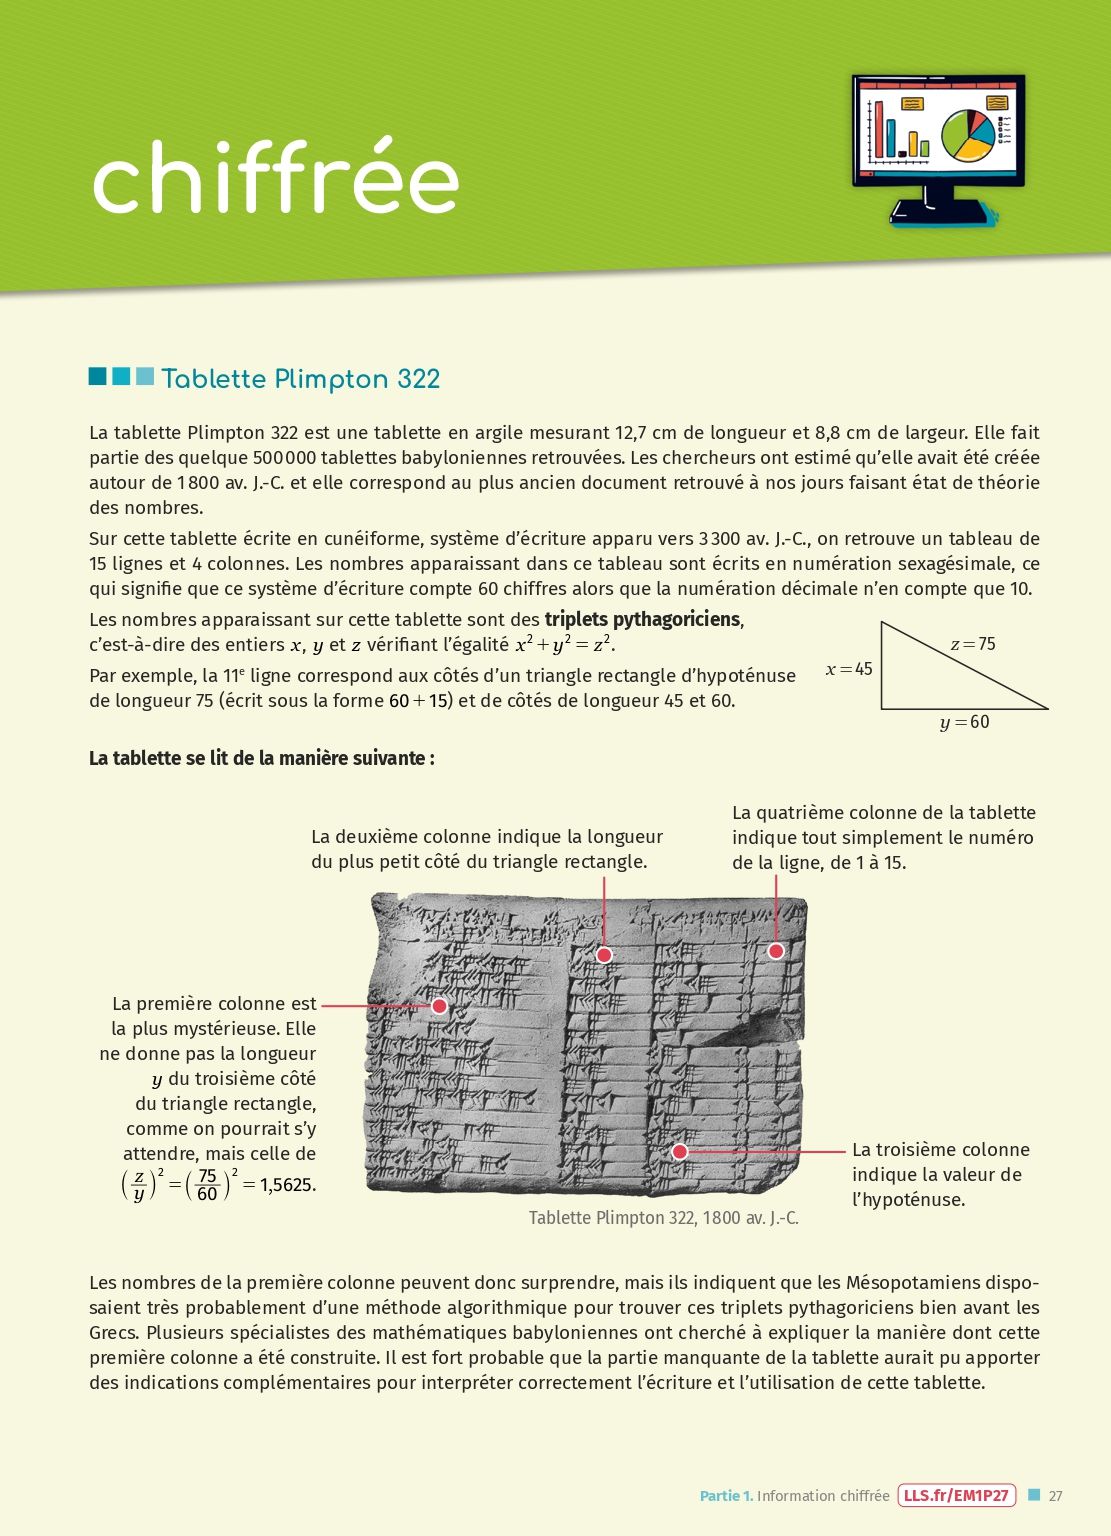 chiffrée
Tablette Plimpton 322
La tablette Plimpton 322 est une tablette en argile mesurant 12,7 cm de longueur et 8,8 cm de largeur. Elle fait
partie des quelque 500 000 tablettes babyloniennes retrouvées. Les chercheurs ont estimé qu’elle avait été créée
autour de 1 800 av. J.-C. et elle correspond au plus ancien document retrouvé à nos jours faisant état de théorie
des nombres.
Sur cette tablette écrite en cunéiforme, système d’écriture apparu vers 3 300 av. J.-C., on retrouve un tableau de
15 lignes et 4 colonnes. Les nombres apparaissant dans ce tableau sont écrits en numération sexagésimale, ce
qui signifie que ce système d’écriture compte 60 chiffres alors que la numération décimale n’en compte que 10.
Les nombres apparaissant sur cette tablette sont des triplets pythagoriciens,
c’est-à-dire des entiers x, y et z vérifiant l’égalité x² + y² = z².
Par exemple, la 11e ligne correspond aux côtés d’un triangle rectangle d’hypoténuse
de longueur 75 (écrit sous la forme 60 + 15) et de côtés de longueur 45 et 60.
z = 75
x = 45
y = 60
La tablette se lit de la manière suivante :
La deuxième colonne indique la longueur
du plus petit côté du triangle rectangle.
La quatrième colonne de la tablette
indique tout simplement le numéro
de la ligne, de 1 à 15.
La première colonne est
la plus mystérieuse. Elle
ne donne pas la longueur
y du troisième côté
du triangle rectangle,
comme on pourrait s’y
attendre, mais celle de
(z/y)² = (75/60)² = 1,5625.
La troisième colonne
indique la valeur de
l’hypoténuse.
Tablette Plimpton 322, 1 800 av. J.-C.
Les nombres de la première colonne peuvent donc surprendre, mais ils indiquent que les Mésopotamiens dispo-
saient très probablement d’une méthode algorithmique pour trouver ces triplets pythagoriciens bien avant les
Grecs. Plusieurs spécialistes des mathématiques babyloniennes ont cherché à expliquer la manière dont cette
première colonne a été construite. Il est fort probable que la partie manquante de la tablette aurait pu apporter
des indications complémentaires pour interpréter correctement l’écriture et l’utilisation de cette tablette.
Partie 1. Information chiffrée LLS.fr/EM1P27 27